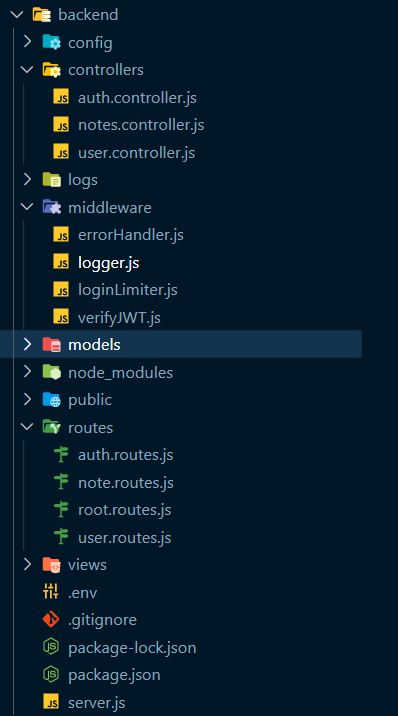 backend
config
controllers
JS auth.controller.js
JS notes.controller.js
JS user.controller.js
logs
middleware
JS errorHandler.js
JS logger.js
JS loginLimiter.js
JS verifyJWT.js
models
node_modules
public
routes
auth.routes.js
note.routes.js
root.routes.js
user.routes.js
views
.env
.gitignore
JS package-lock.json
JS package.json
JS server.js